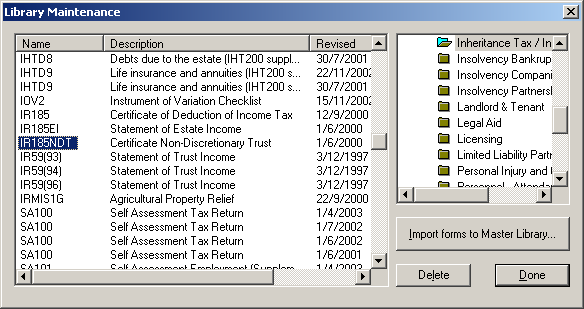 Library Maintenance
Name Description Revised
IHTD8 Debts due to the estate (IHT200 suppl... 30/7/2001
IHTD9 Life insurance and annuities (IHT200 s... 22/11/2002
IHTD9 Life insurance and annuities (IHT200 s... 30/7/2001
IOV2 Instrument of Variation Checklist 15/11/2002
IR185 Certificate of Deduction of Income Tax 12/9/2000
IR185EI Statement of Estate Income 1/6/2000
IR185NDT Certificate Non-Discretionary Trust 1/6/2000
IR59(93) Statement of Trust Income 3/12/1997
IR59(94) Statement of Trust Income 3/12/1997
IR59(96) Statement of Trust Income 3/12/1997
IRMIS1G Agricultural Property Relief 22/9/2000
SA100 Self Assessment Tax Return 1/4/2003
SA100 Self Assessment Tax Return 1/7/2002
SA100 Self Assessment Tax Return 1/6/2002
SA100 Self Assessment Tax Return 1/6/2001
SA101 Self Assessment Employment (Supplem... 1/4/2003
Inheritance Tax / In
Insolvency Bankrup
Insolvency Compani
Insolvency Partnersh
Landlord & Tenant
Legal Aid
Licensing
Limited Liability Partn
Personal Injury and
Personal - Attendan
Import forms to Master Library...
Delete
Done